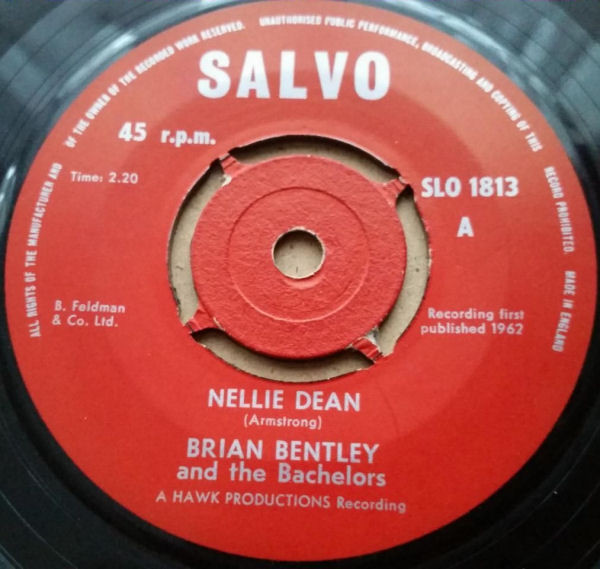 ALL RIGHTS OF THE MANUFACTURER AND OF THE OWNER OF THE RECORDED WORK RESERVED. UNAUTHORISED PUBLIC PERFORMANCE, BROADCASTING AND COPYING OF THIS RECORD PROHIBITED. MADE IN ENGLAND
SALVO
45 r.p.m.
Time: 2.20
SLO 1813
A
B. Feldman
& Co. Ltd.
Recording first
published 1962
NELLIE DEAN
(Armstrong)
BRIAN BENTLEY
and the Bachelors
A HAWK PRODUCTIONS Recording